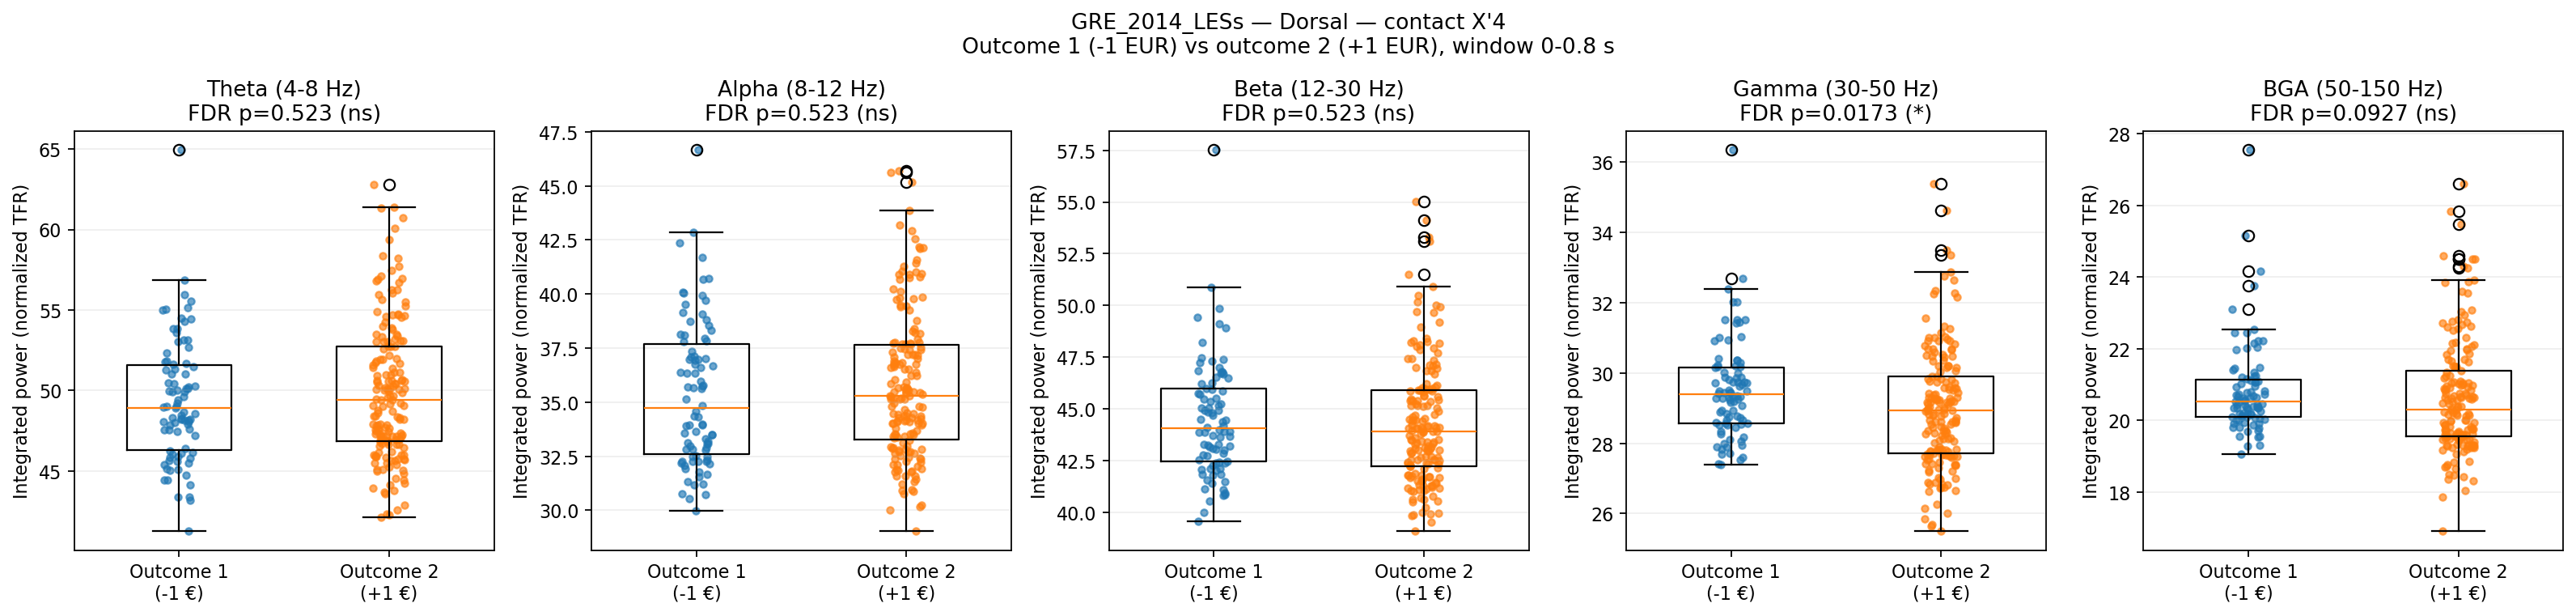 GRE_2014_LESs — Dorsal — contact X'4
Outcome 1 (-1 EUR) vs outcome 2 (+1 EUR), window 0-0.8 s
Theta (4-8 Hz)
FDR p=0.523 (ns)
Integrated power (normalized TFR)
65
60
55
50
45
Outcome 1
(-1 €)
Outcome 2
(+1 €)
Alpha (8-12 Hz)
FDR p=0.523 (ns)
Integrated power (normalized TFR)
47.5
45.0
42.5
40.0
37.5
35.0
32.5
30.0
Outcome 1
(-1 €)
Outcome 2
(+1 €)
Beta (12-30 Hz)
FDR p=0.523 (ns)
Integrated power (normalized TFR)
57.5
55.0
52.5
50.0
47.5
45.0
42.5
40.0
Outcome 1
(-1 €)
Outcome 2
(+1 €)
Gamma (30-50 Hz)
FDR p=0.0173 (*)
Integrated power (normalized TFR)
36
34
32
30
28
26
Outcome 1
(-1 €)
Outcome 2
(+1 €)
BGA (50-150 Hz)
FDR p=0.0927 (ns)
Integrated power (normalized TFR)
28
26
24
22
20
18
Outcome 1
(-1 €)
Outcome 2
(+1 €)